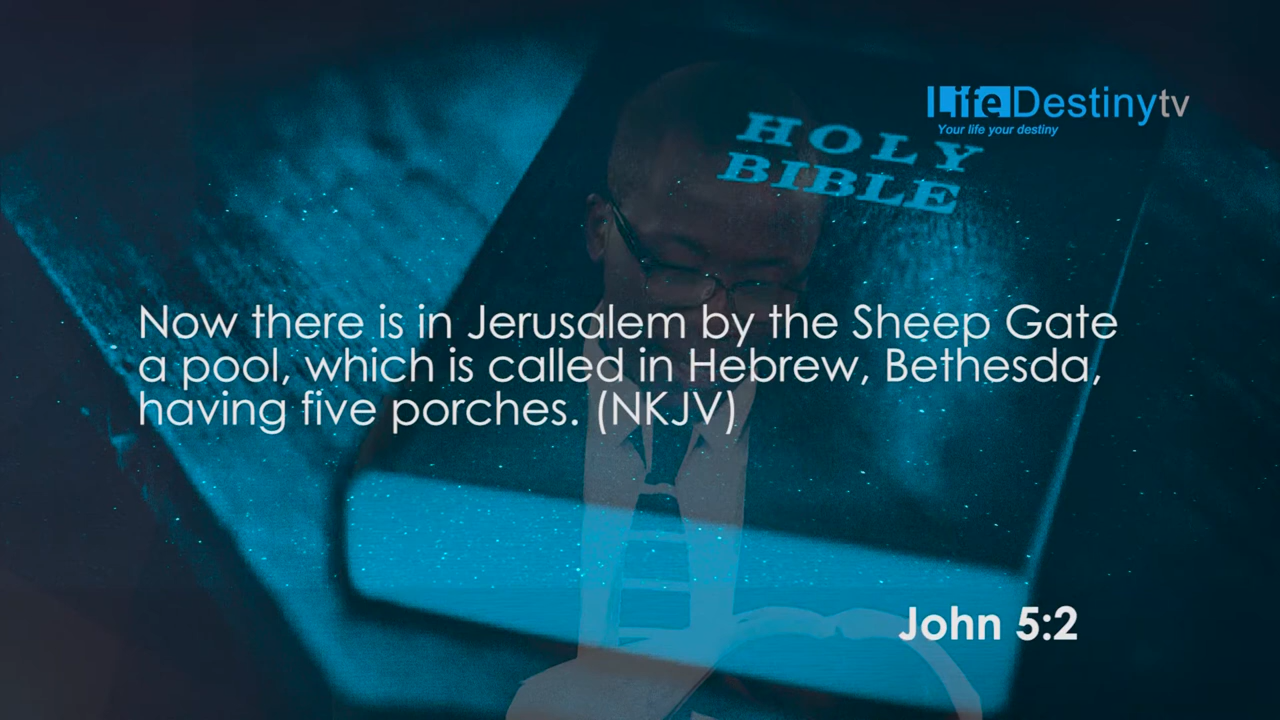 LifeDestinytv
Your life your destiny
HOLY
BIBLE
Now there is in Jerusalem by the Sheep Gate
a pool, which is called in Hebrew, Bethesda,
having five porches. (NKJV)
John 5:2